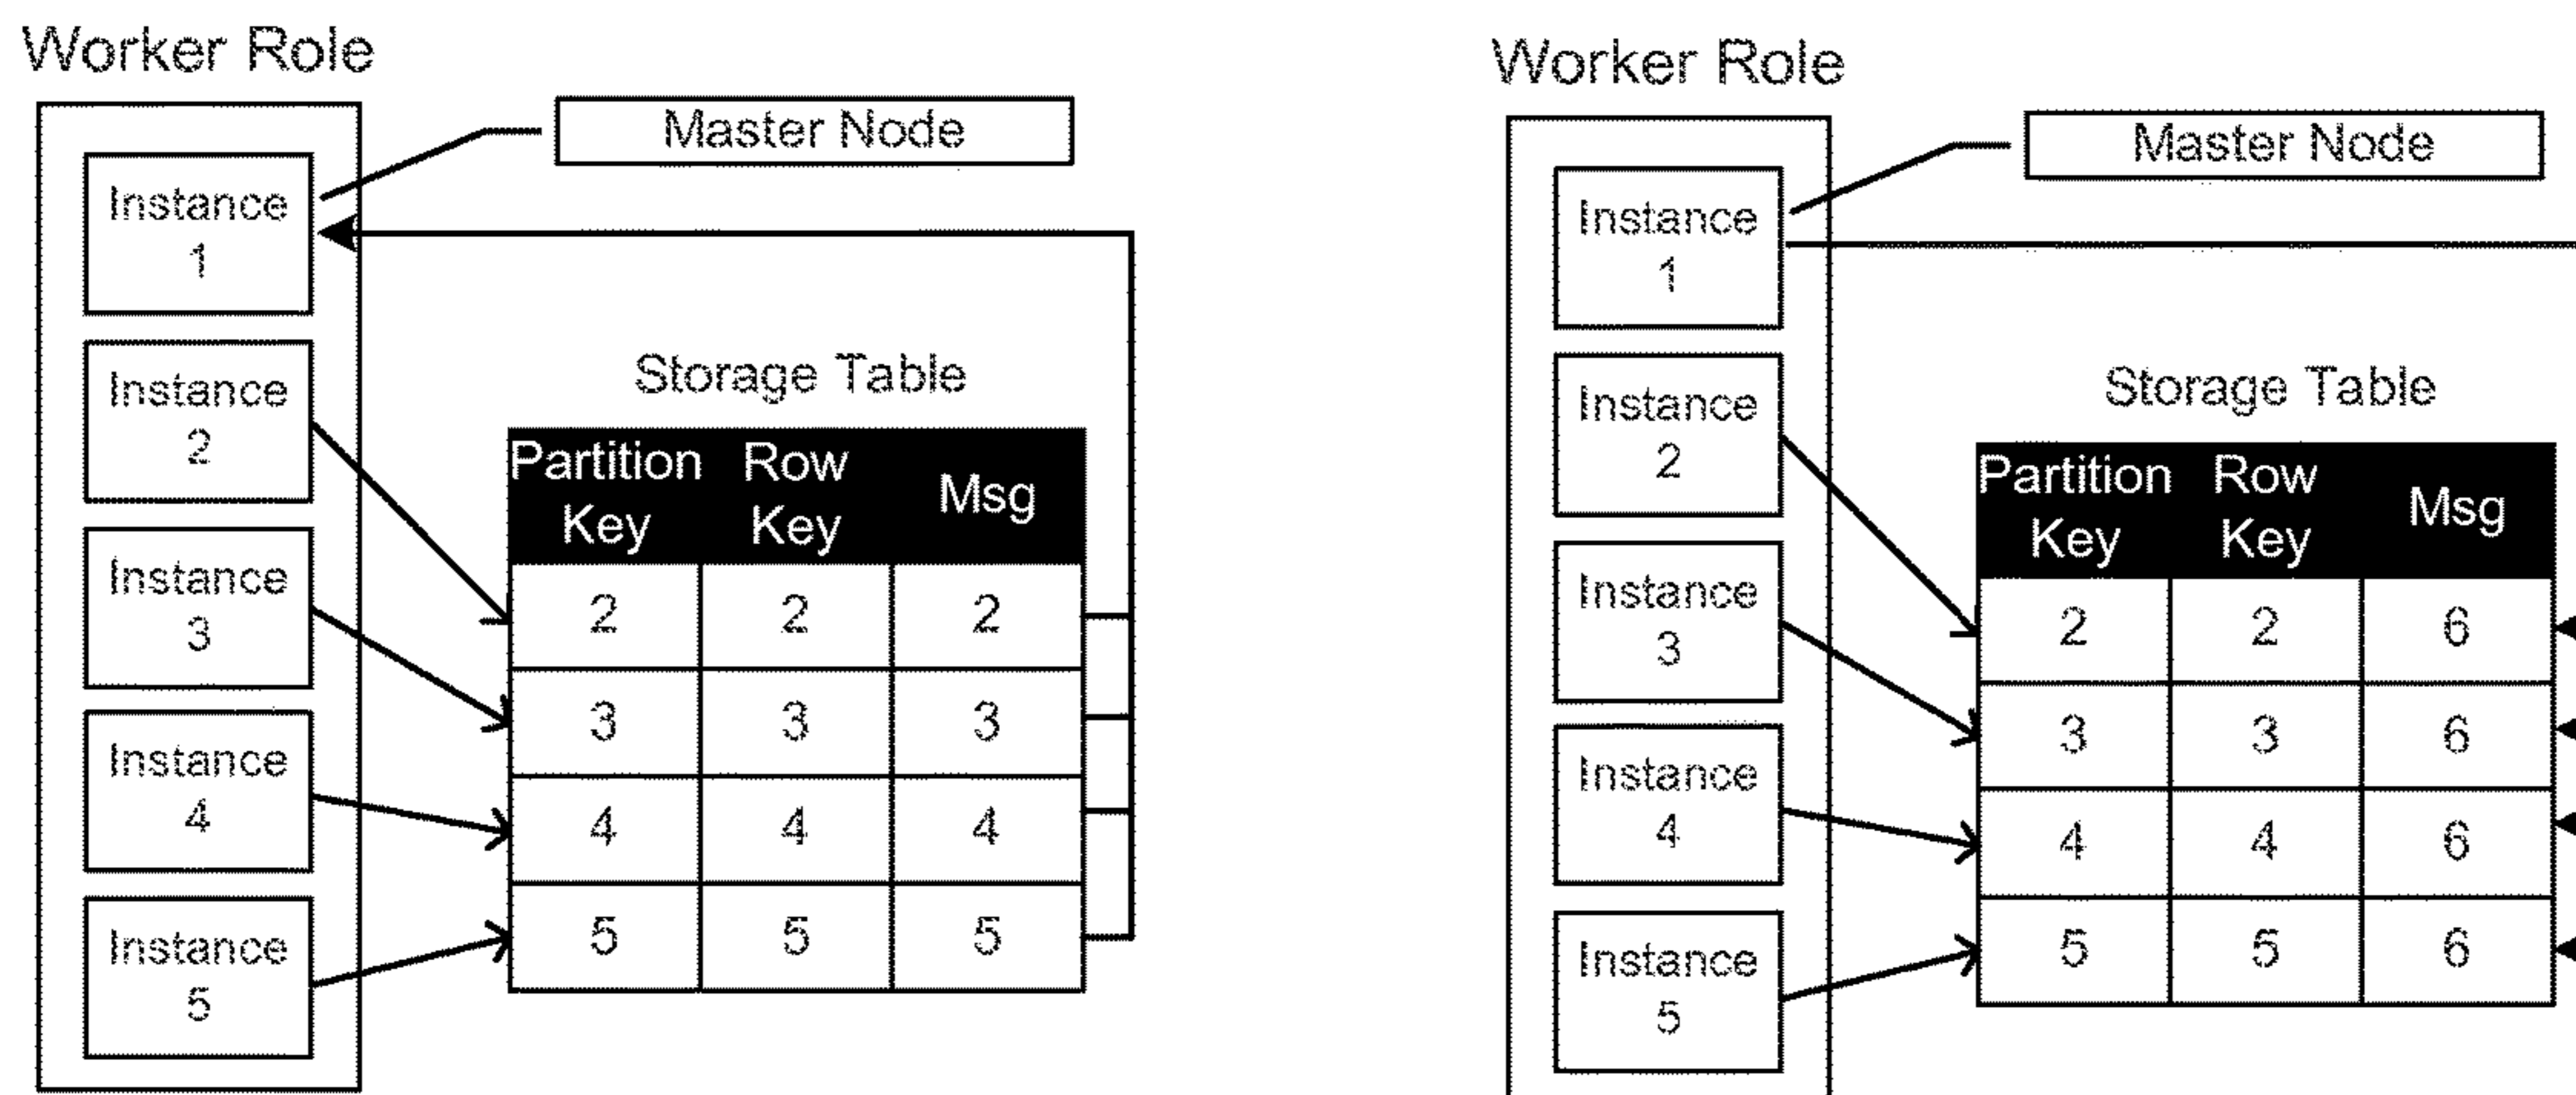 Worker Role
Master Node
Instance
1
Instance
2
Instance
3
Instance
4
Instance
5
Storage Table
Partition Key Row Key Msg
2 2 2
3 3 3
4 4 4
5 5 5
Worker Role
Master Node
Instance
1
Instance
2
Instance
3
Instance
4
Instance
5
Storage Table
Partition Key Row Key Msg
2 2 6
3 3 6
4 4 6
5 5 6